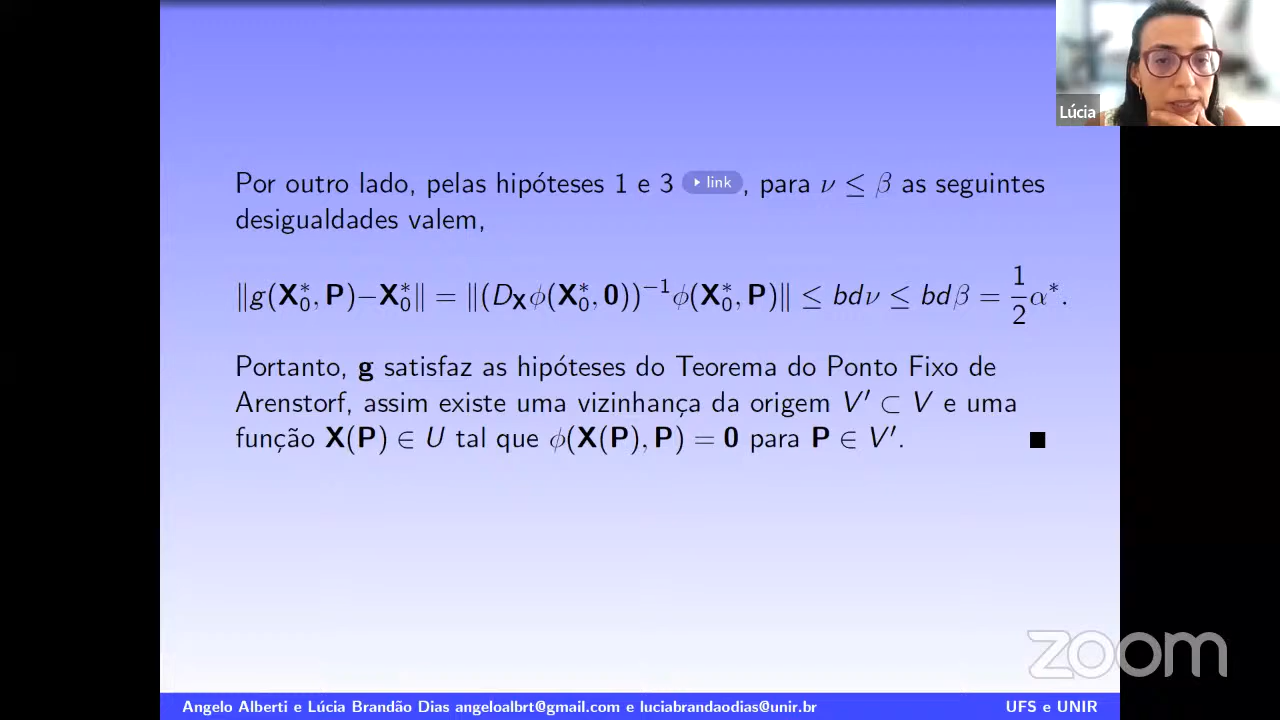 Lúcia
Por outro lado, pelas hipóteses 1 e 3 link, para ν ≤ β as seguintes
desigualdades valem,
‖g(X₀*, P)−X₀*‖ = ‖(D_Xϕ(X₀*, 0))⁻¹ϕ(X₀*, P)‖ ≤ bdν ≤ bdβ = 1/2 α*.
Portanto, g satisfaz as hipóteses do Teorema do Ponto Fixo de
Arenstorf, assim existe uma vizinhança da origem V′ ⊂ V e uma
função X(P) ∈ U tal que ϕ(X(P), P) = 0 para P ∈ V′. ■
zoom
Angelo Alberti e Lúcia Brandão Dias angeloalbrt@gmail.com e luciabrandaodias@unir.br UFS e UNIR